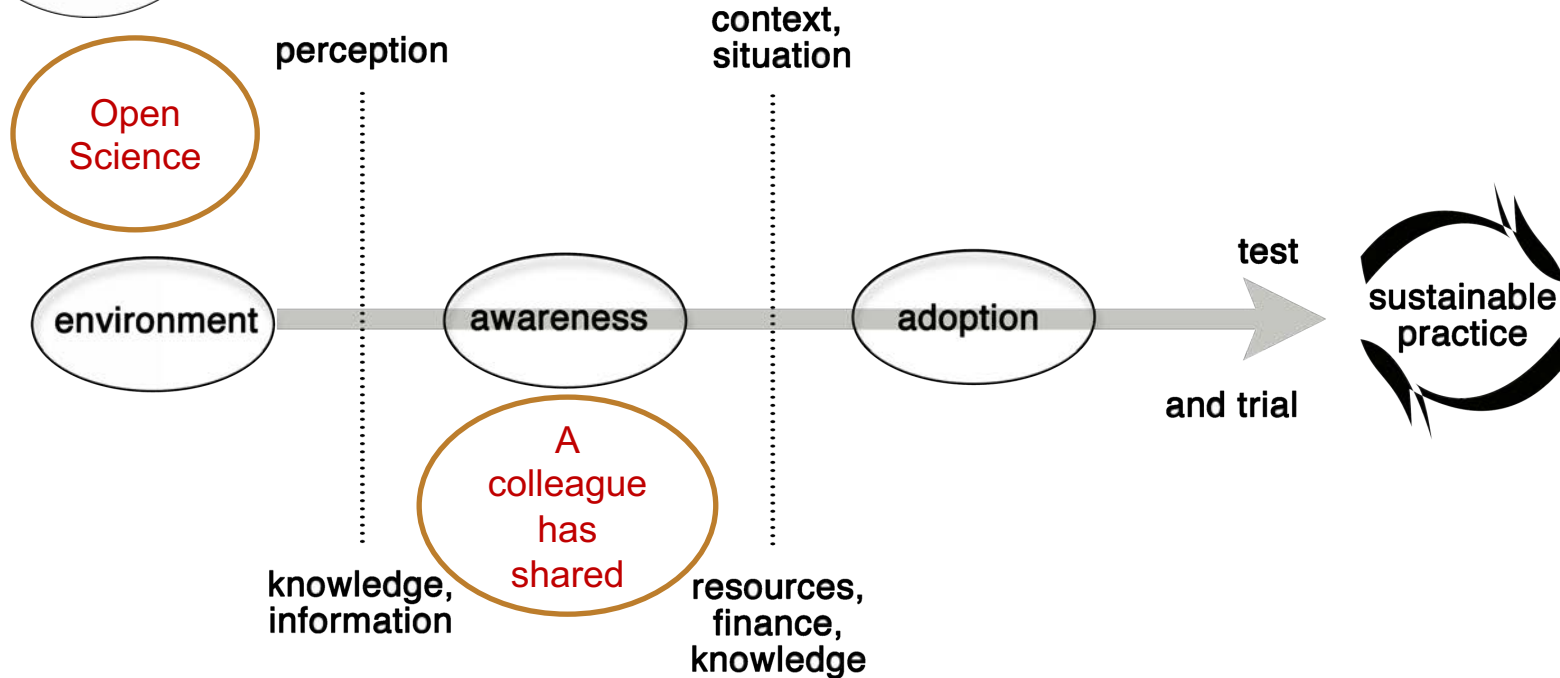 context,
situation
perception
Open
Science
environment
awareness
adoption
test
and trial
sustainable
practice
A
colleague
has
shared
knowledge,
information
resources,
finance,
knowledge